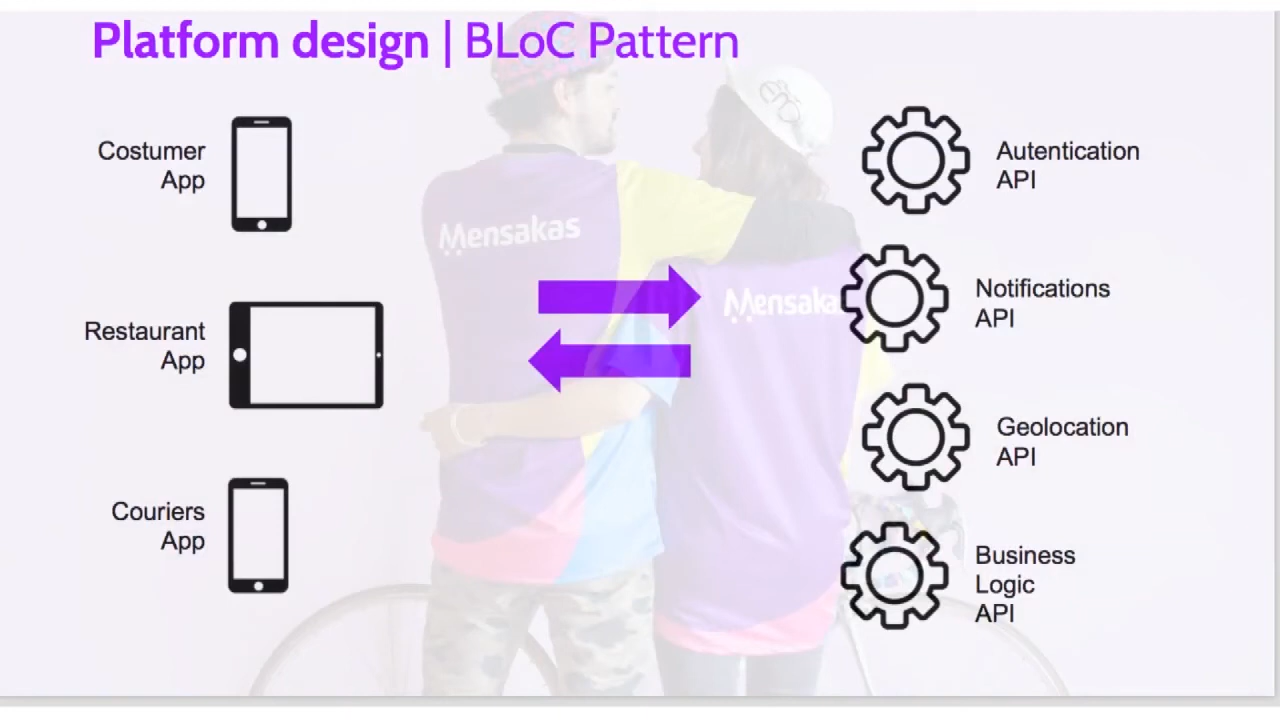 Platform design | BLoC Pattern
Costumer
App
Restaurant
App
Couriers
App
Mensakas
Mensaka
Autentication
API
Notifications
API
Geolocation
API
Business
Logic
API